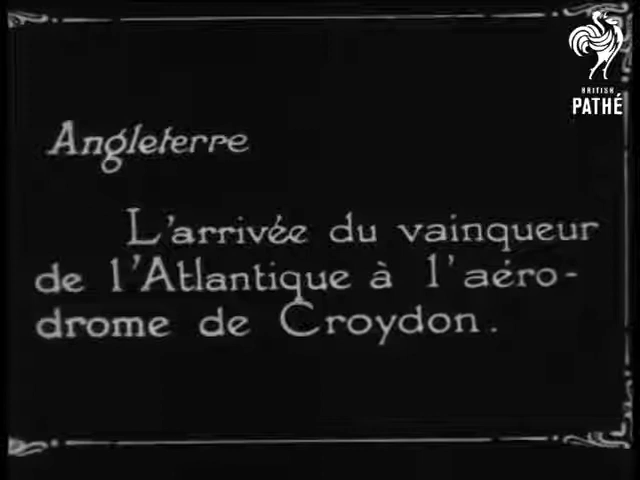 BRITISH
PATHÉ
Angleterre
L'arrivée du vainqueur
de l'Atlantique à l'aéro-
drome de Croydon.